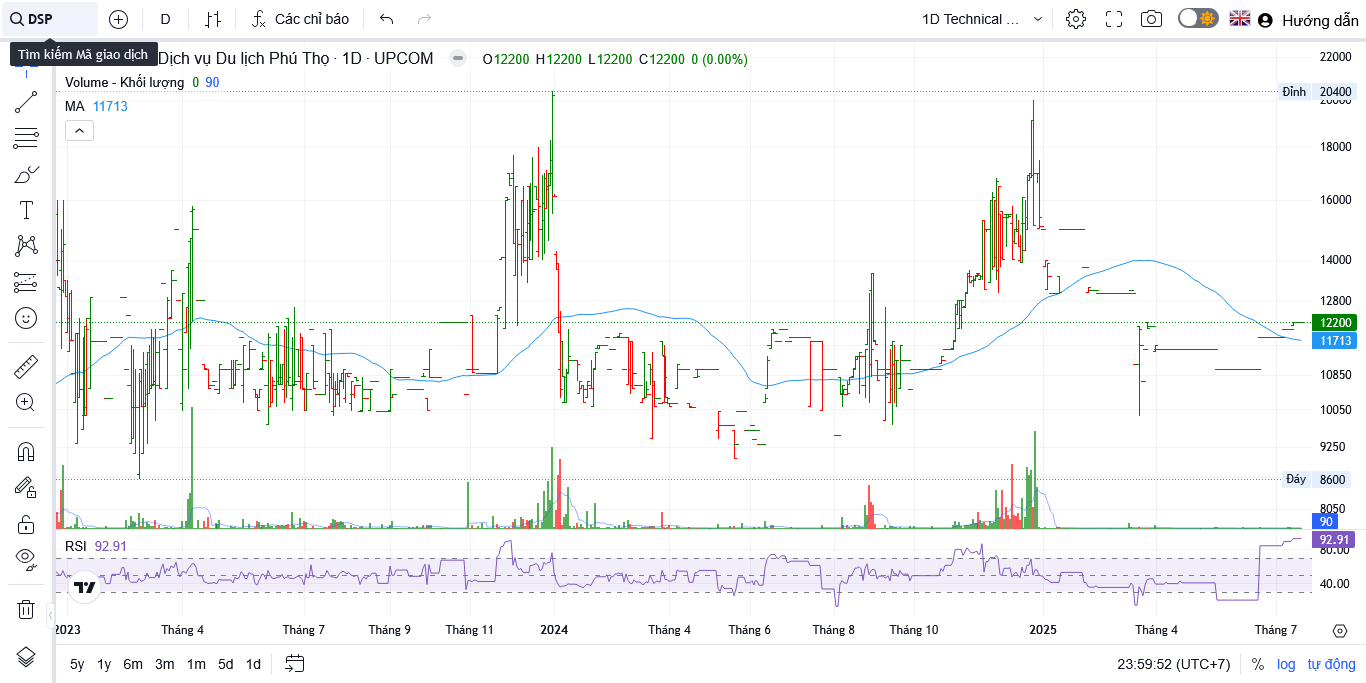 DSP D Các chỉ báo 1D Technical ... Hướng dẫn
Tìm kiếm Mã giao dịch
Dịch vụ Du lịch Phú Thọ · 1D · UPCOM O12200 H12200 L12200 C12200 0 (0.00%)
Volume - Khối lượng 0 90
MA 11713
22000
Đỉnh 20400
20000
18000
16000
14000
12800
12200
11713
10850
10050
9250
Đáy 8600
8050
90
RSI 92.91
92.91
80.00
40.00
2023 Tháng 4 Tháng 7 Tháng 9 Tháng 11 2024 Tháng 4 Tháng 6 Tháng 8 Tháng 10 2025 Tháng 4 Tháng 7
5y 1y 6m 3m 1m 5d 1d 23:59:52 (UTC+7) % log tự động